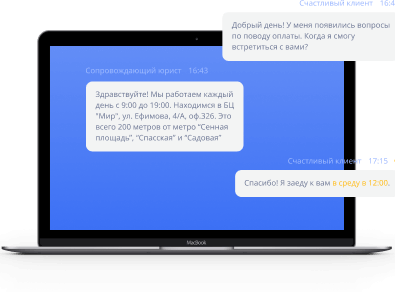 Счастливый клиент 16:4
Добрый день! У меня появились вопросы
по поводу оплаты. Когда я смогу
встретиться с вами?
Сопровождающий юрист 16:43
Здравствуйте! Мы работаем каждый
день с 9:00 до 19:00. Находимся в БЦ
"Мир", ул. Ефимова, 4/А, оф.326. Это
всего 200 метров от метро “Сенная
площадь”, “Спасская” и “Садовая”
Счастливый клиент 17:15
Спасибо! Я заеду к вам в среду в 12:00.
MacBook